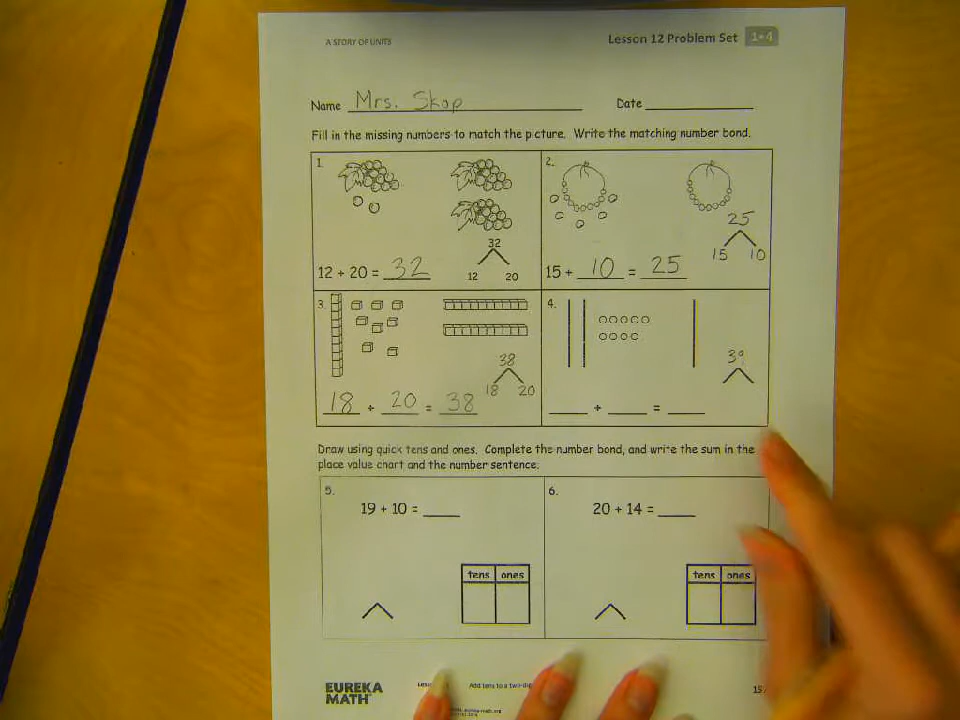 A STORY OF UNITS
Lesson 12 Problem Set 1•4
Name Mrs. Skop Date
Fill in the missing numbers to match the picture. Write the matching number bond.
1.
32
12 20
12 + 20 = 32
2.
25
15 10
15 + 10 = 25
3.
38
18 20
18 + 20 = 38
4.
39
+ =
Draw using quick tens and ones. Complete the number bond, and write the sum in the
place value chart and the number sentence.
5.
19 + 10 =
tens ones
6.
20 + 14 =
tens ones
EUREKA
MATH
Add tens to a two-dig